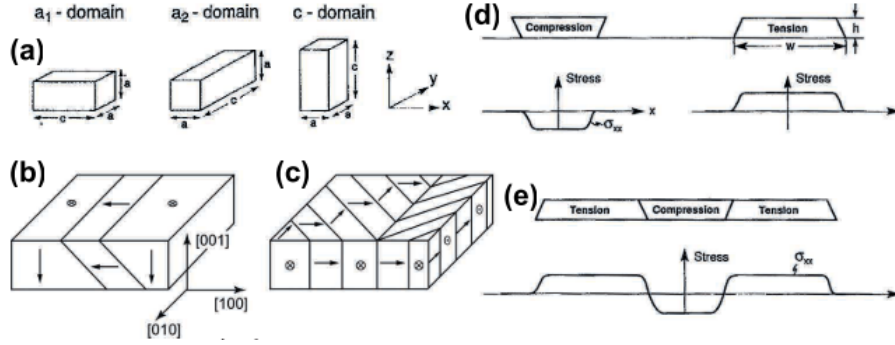 a₁ - domain
a₂ - domain
c - domain
(a)
a
c
a
a
a
c
c
a
a
z
y
x
(b)
[001]
[100]
[010]
(c)
(d)
Compression
Tension
h
w
Stress
x
σxx
Stress
(e)
Tension
Compression
Tension
Stress
σxx